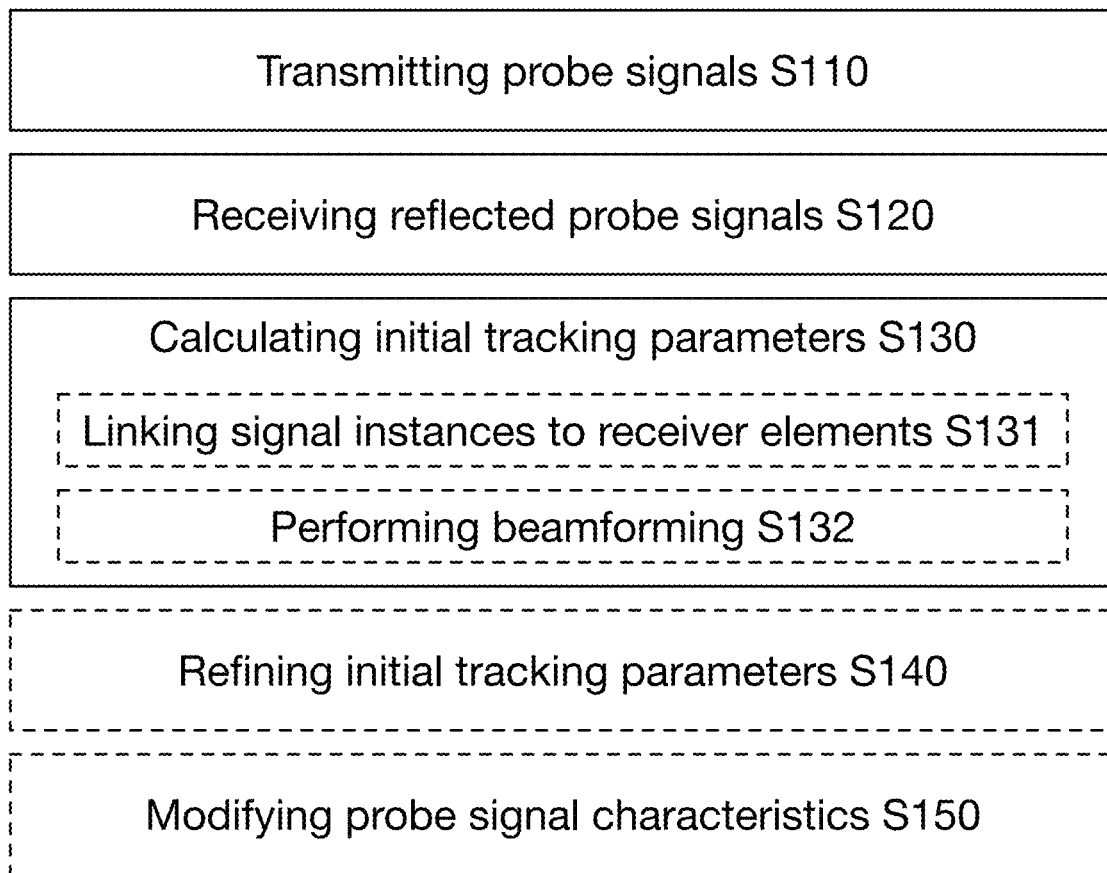 Transmitting probe signals S110
Receiving reflected probe signals S120
Calculating initial tracking parameters S130
Linking signal instances to receiver elements S131
Performing beamforming S132
Refining initial tracking parameters S140
Modifying probe signal characteristics S150